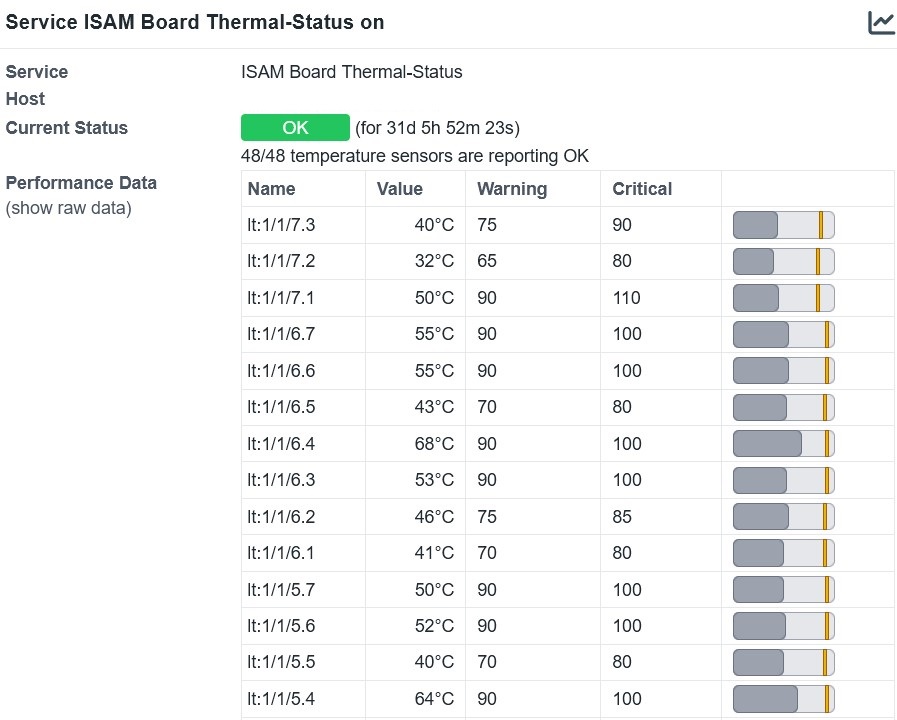 Service ISAM Board Thermal-Status on
Service ISAM Board Thermal-Status
Host
Current Status OK (for 31d 5h 52m 23s)
48/48 temperature sensors are reporting OK
Performance Data
(show raw data)
Name Value Warning Critical
lt:1/1/7.3 40°C 75 90
lt:1/1/7.2 32°C 65 80
lt:1/1/7.1 50°C 90 110
lt:1/1/6.7 55°C 90 100
lt:1/1/6.6 55°C 90 100
lt:1/1/6.5 43°C 70 80
lt:1/1/6.4 68°C 90 100
lt:1/1/6.3 53°C 90 100
lt:1/1/6.2 46°C 75 85
lt:1/1/6.1 41°C 70 80
lt:1/1/5.7 50°C 90 100
lt:1/1/5.6 52°C 90 100
lt:1/1/5.5 40°C 70 80
lt:1/1/5.4 64°C 90 100